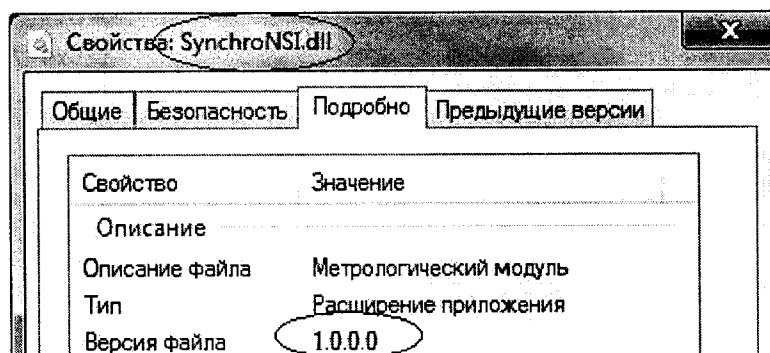 Свойства: SynchroNSI.dll
x
Общие Безопасность Подробно Предыдущие версии
Свойство Значение
Описание
Описание файла Метрологический модуль
Тип Расширение приложения
Версия файла 1.0.0.0